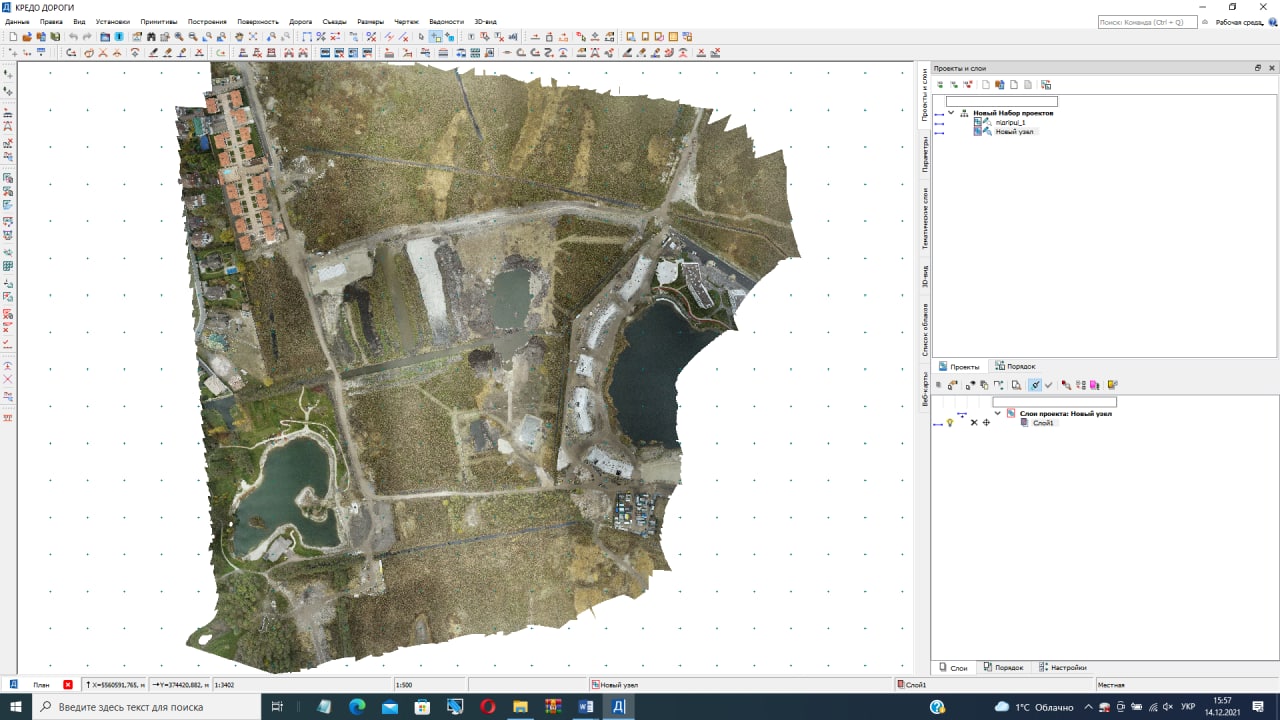 КРЕДО ДОРОГИ
Данные Правка Вид Установки Примитивы Построения Поверхность Дорога Съезды Размеры Чертеж Ведомости 3D-вид
Поиск: Команда (Ctrl + Q)
Рабочая среда
Проекты и слои
Проекты и слои
Параметры
Тематические слои
3D-вид
Список облаков
Веб-карты
Новый Набор проектов
підгірці_1
Новый узел
Проекты Порядок
Слои проекта: Новый узел
Слой1
Слои Порядок Настройки
План X=5560591,765, м Y=374420,882, м 1:3402 1:500 Новый узел Слой1 Местная
Введите здесь текст для поиска
1°C Облачно
УКР
15:57
14.12.2021